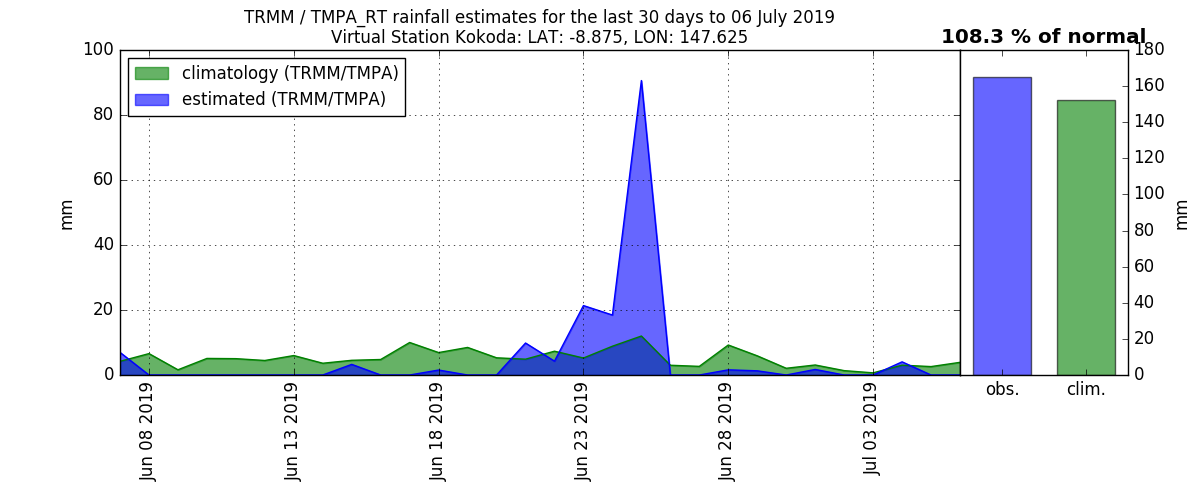 TRMM / TMPA_RT rainfall estimates for the last 30 days to 06 July 2019
Virtual Station Kokoda: LAT: -8.875, LON: 147.625
108.3 % of normal
climatology (TRMM/TMPA)
estimated (TRMM/TMPA)
100
80
60
40
20
0
mm
Jun 08 2019
Jun 13 2019
Jun 18 2019
Jun 23 2019
Jun 28 2019
Jul 03 2019
180
160
140
120
100
80
60
40
20
0
mm
obs.
clim.